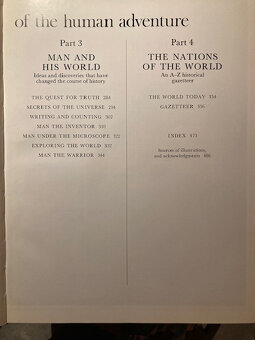 of the human adventure
Part 3
MAN AND
HIS WORLD
Ideas and discoveries that have
changed the course of history
THE QUEST FOR TRUTH 284
SECRETS OF THE UNIVERSE 294
WRITING AND COUNTING 302
MAN THE INVENTOR 310
MAN UNDER THE MICROSCOPE 322
EXPLORING THE WORLD 332
MAN THE WARRIOR 344
Part 4
THE NATIONS
OF THE WORLD
An A–Z historical
gazetteer
THE WORLD TODAY 354
GAZETTEER 356
INDEX 473
Sources of illustrations,
and acknowledgments 488